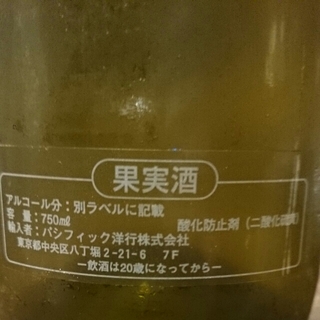 果実酒
アルコール分：別ラベルに記載
容量：750㎖ 酸化防止剤（二酸化硫黄）
輸入者：パシフィック洋行株式会社
東京都中央区八丁堀2-21-6 7F
ー飲酒は20歳になってからー